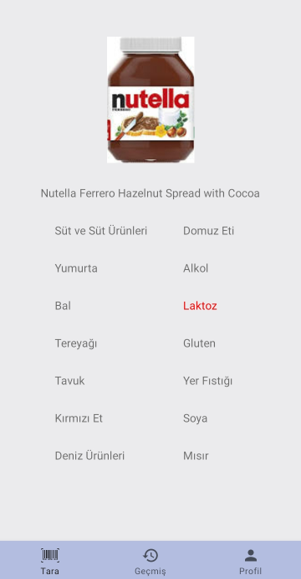 nutella
Nutella Ferrero Hazelnut Spread with Cocoa
Süt ve Süt Ürünleri
Domuz Eti
Yumurta
Alkol
Bal
Laktoz
Tereyağı
Gluten
Tavuk
Yer Fıstığı
Kırmızı Et
Soya
Deniz Ürünleri
Mısır
Tara
Geçmiş
Profil